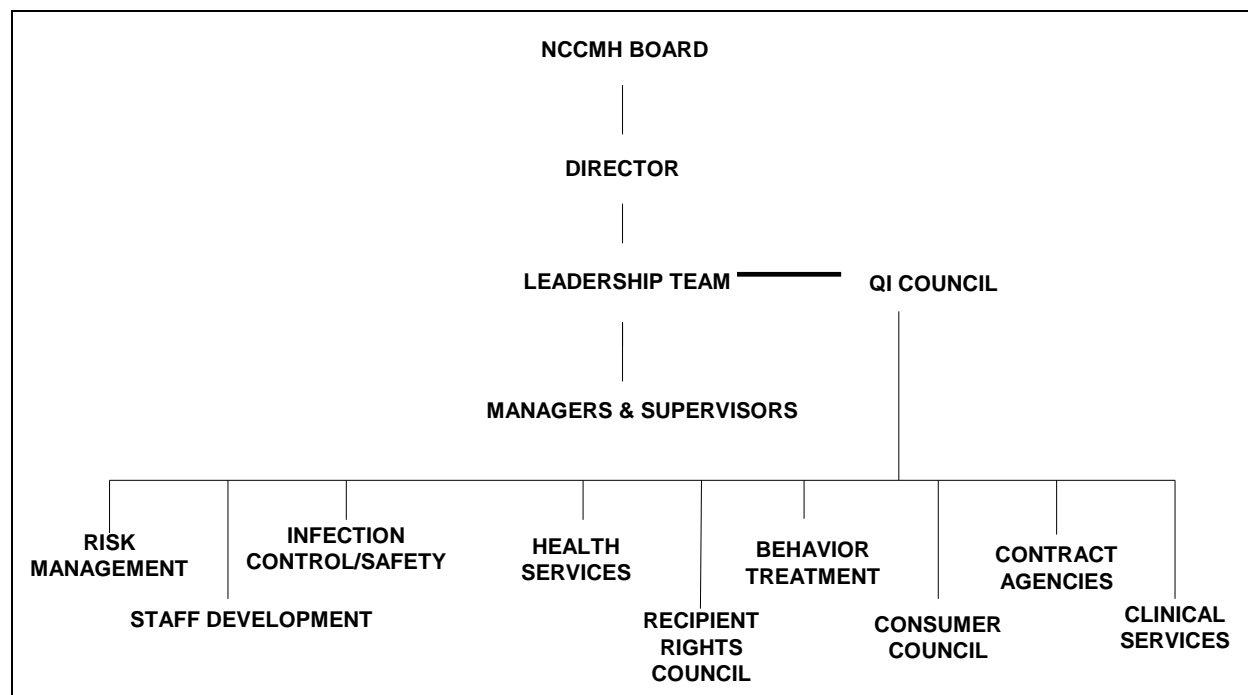 NCCMH BOARD
DIRECTOR
LEADERSHIP TEAM
QI COUNCIL
MANAGERS & SUPERVISORS
RISK
MANAGEMENT
STAFF DEVELOPMENT
INFECTION
CONTROL/SAFETY
HEALTH
SERVICES
RECIPIENT
RIGHTS
COUNCIL
BEHAVIOR
TREATMENT
CONSUMER
COUNCIL
CONTRACT
AGENCIES
CLINICAL
SERVICES